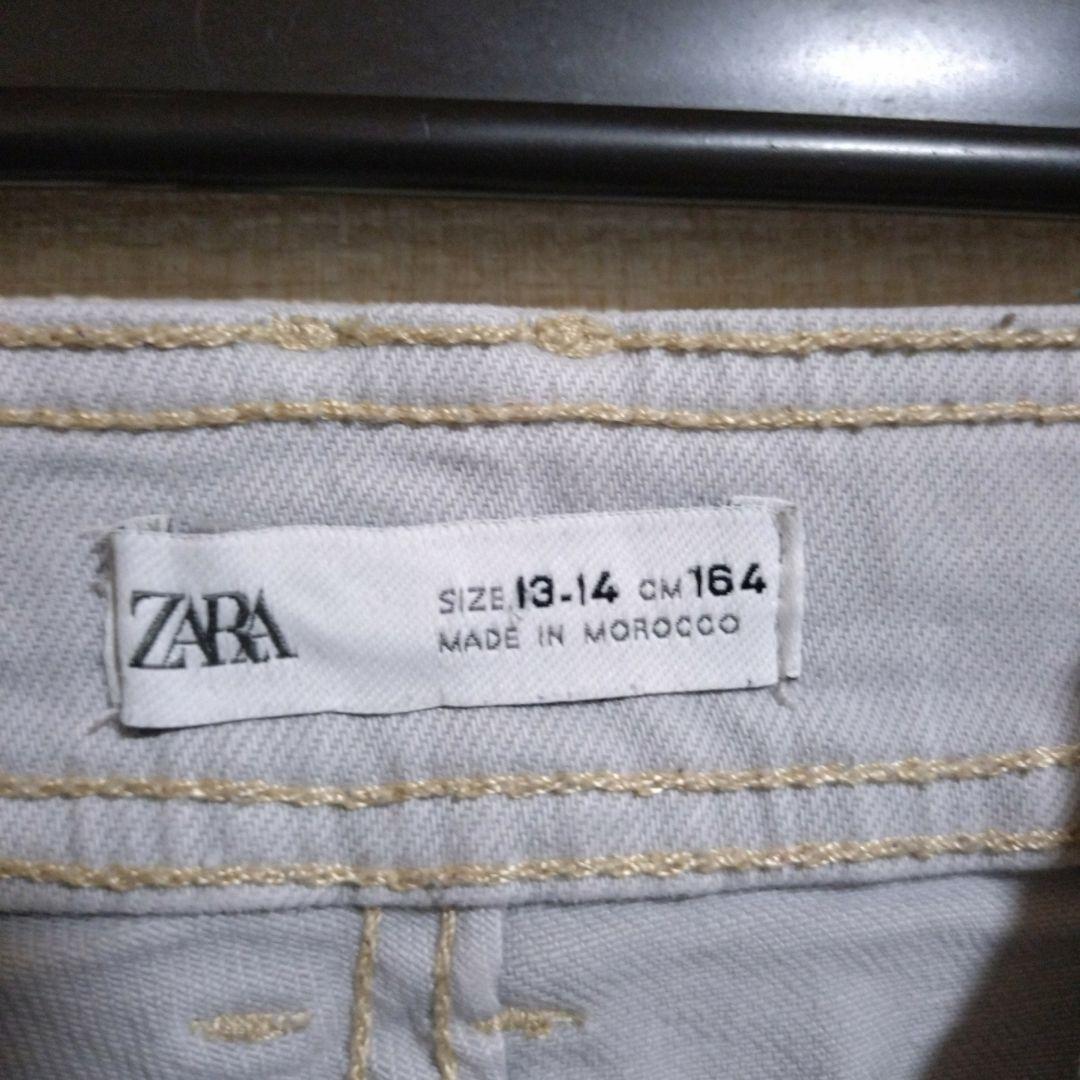 ZARA
SIZE 13-14 CM 164
MADE IN MOROCCO